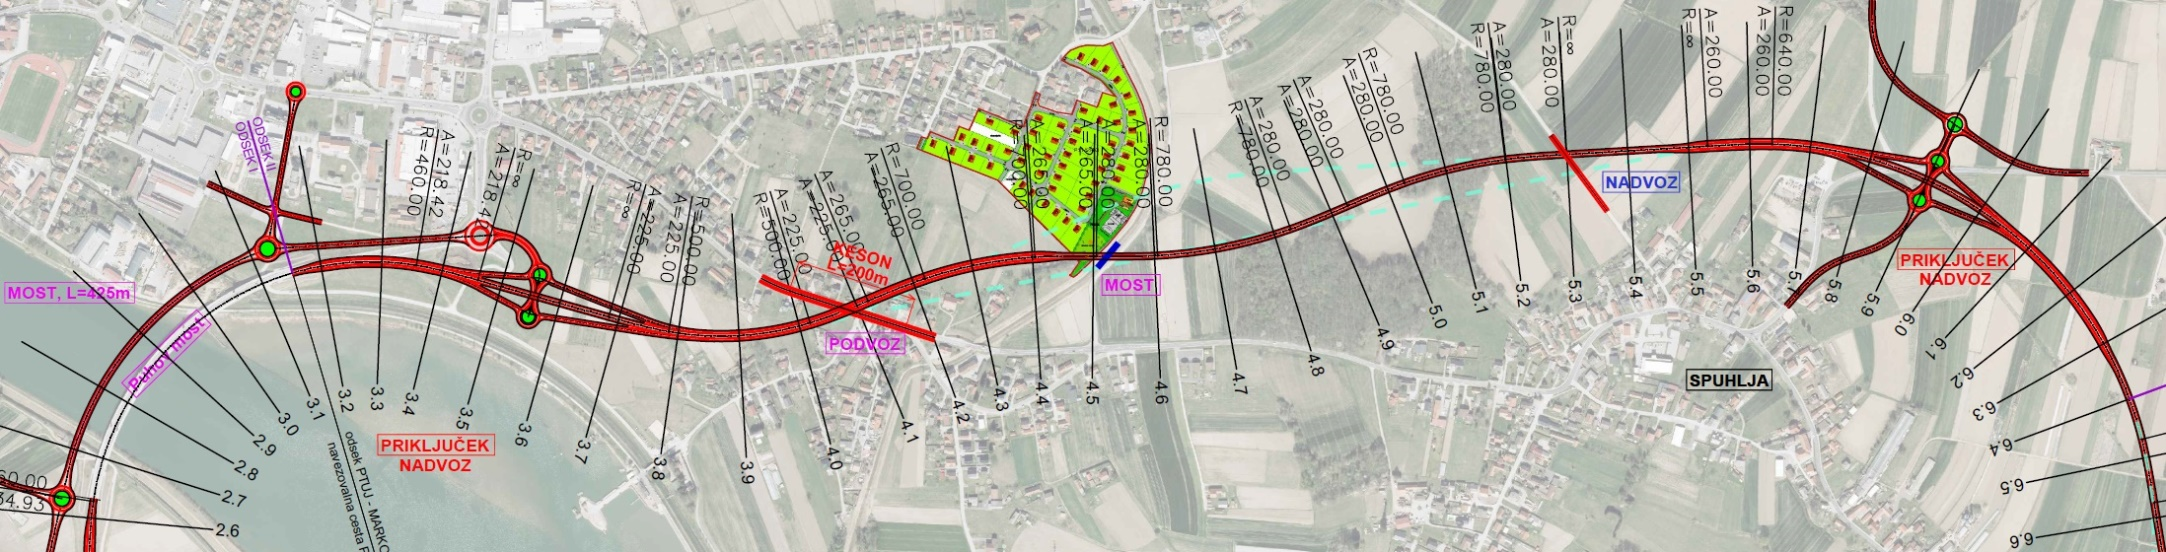 ODSEK II
ODSEK I
MOST, L=425m
Puhov most
PRIKLJUČEK
NADVOZ
odsek PTUJ - MARKO
navezovalna cesta P
60.00
34.93
R=460.00
A=218.42
A=218.4
R=∞
R=∞
A=225.00
A=225.00
R=500.00
R=500.00
A=225.00
A=225.00
A=265.00
A=265.00
R=700.00
KESON
L=200m
PODVOZ
A=265.00
A=265.00
A=280.00
R=780.00
MOST
R=780.00
A=280.00
A=280.00
A=280.00
A=280.00
R=780.00
R=780.00
A=280.00
A=280.00
R=∞
NADVOZ
R=∞
A=260.00
A=260.00
R=640.00
SPUHLJA
PRIKLJUČEK
NADVOZ
2.6
2.7
2.8
2.9
3.0
3.1
3.2
3.3
3.4
3.5
3.6
3.7
3.8
3.9
4.0
4.1
4.2
4.3
4.4
4.5
4.6
4.7
4.8
4.9
5.0
5.1
5.2
5.3
5.4
5.5
5.6
5.7
5.8
5.9
6.0
6.1
6.2
6.3
6.4
6.5
6.6